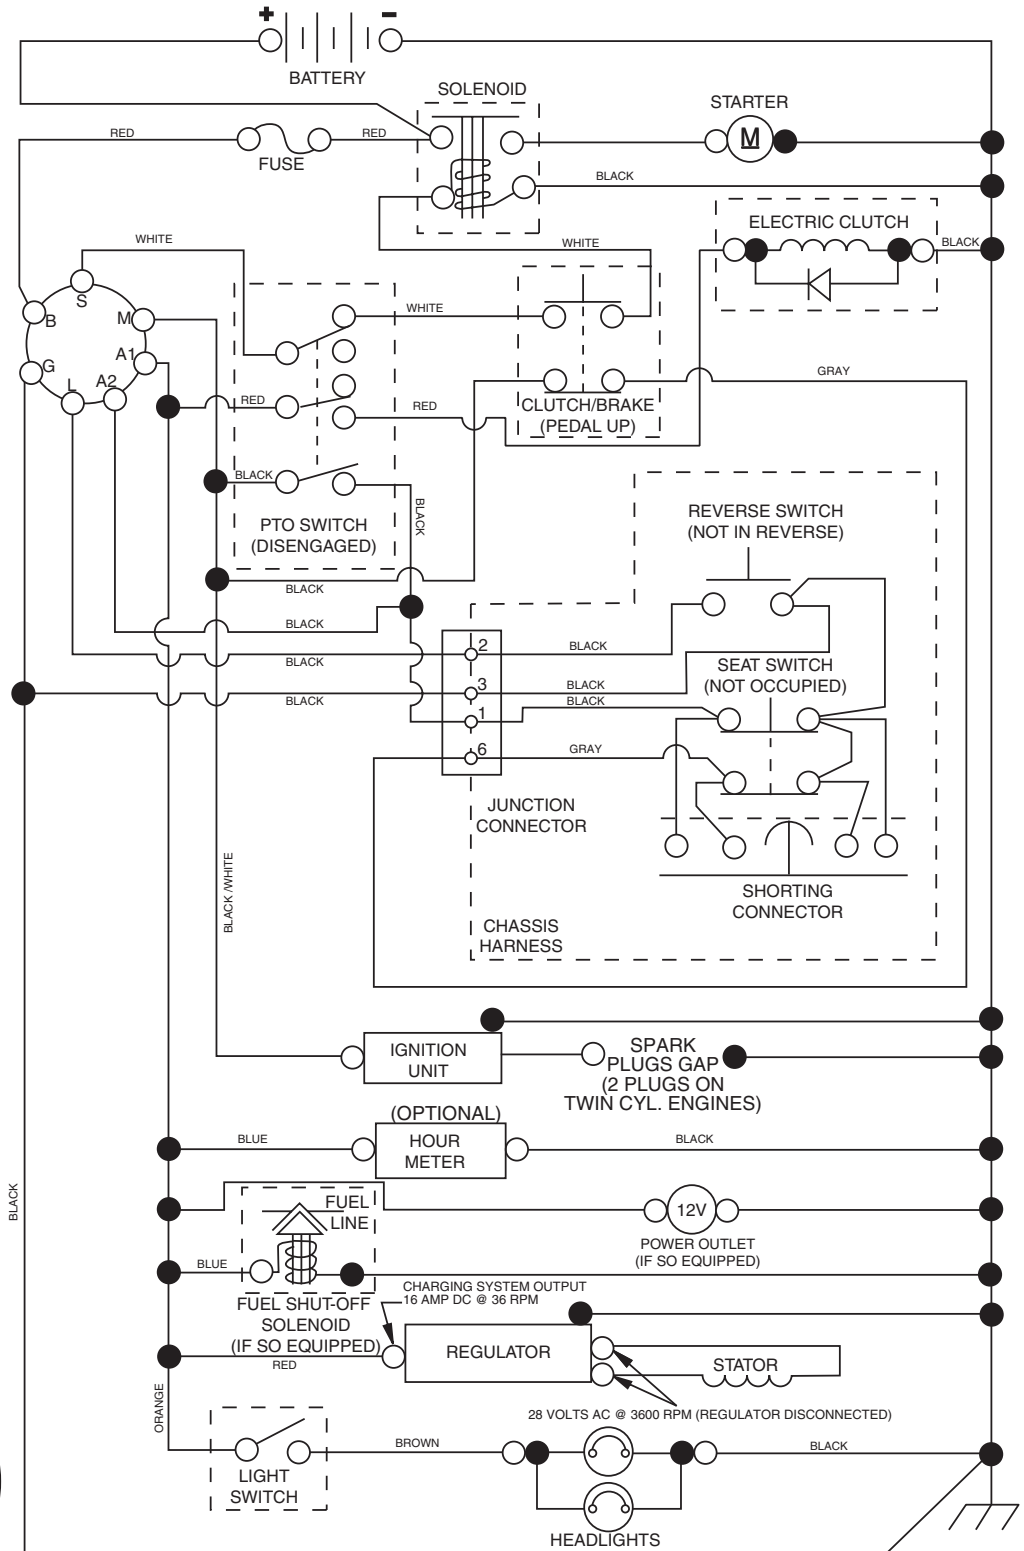 + -
BATTERY
SOLENOID
STARTER
RED
FUSE
RED
M
BLACK
ELECTRIC CLUTCH
WHITE
WHITE
BLACK
S
B
M
WHITE
G
A1
L
A2
RED
RED
CLUTCH/BRAKE
(PEDAL UP)
GRAY
BLACK
BLACK
PTO SWITCH
(DISENGAGED)
REVERSE SWITCH
(NOT IN REVERSE)
BLACK
BLACK
BLACK
2
BLACK
SEAT SWITCH
(NOT OCCUPIED)
BLACK
3
BLACK
BLACK
1
6
GRAY
JUNCTION
CONNECTOR
BLACK /WHITE
SHORTING
CONNECTOR
CHASSIS
HARNESS
IGNITION
UNIT
SPARK
PLUGS GAP
(2 PLUGS ON
TWIN CYL. ENGINES)
(OPTIONAL)
HOUR
METER
BLUE
BLACK
BLACK
FUEL
LINE
12V
POWER OUTLET
(IF SO EQUIPPED)
BLUE
FUEL SHUT-OFF
SOLENOID
(IF SO EQUIPPED)
CHARGING SYSTEM OUTPUT
16 AMP DC @ 36 RPM
RED
REGULATOR
STATOR
28 VOLTS AC @ 3600 RPM (REGULATOR DISCONNECTED)
ORANGE
LIGHT
SWITCH
BROWN
BLACK
HEADLIGHTS